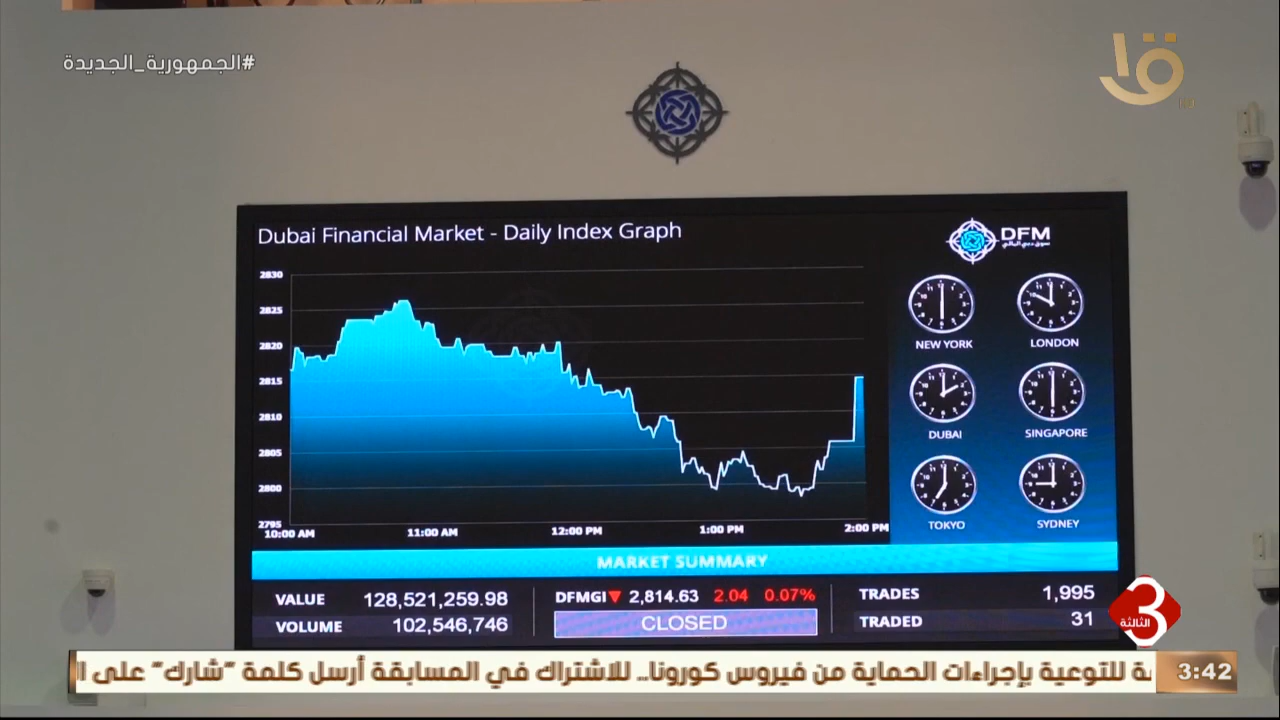 #الجمهورية_الجديدة
Dubai Financial Market - Daily Index Graph
DFM
سوق دبي المالي
2830
2825
2820
2815
2810
2805
2800
2795
10:00 AM
11:00 AM
12:00 PM
1:00 PM
2:00 PM
NEW YORK
LONDON
DUBAI
SINGAPORE
TOKYO
SYDNEY
MARKET SUMMARY
VALUE 128,521,259.98
VOLUME 102,546,746
DFMGI▼ 2,814.63 2.04 0.07%
CLOSED
TRADES 1,995
TRADED 31
3
الثالثة
للتوعية بإجراءات الحماية من فيروس كورونا.. للاشتراك في المسابقة أرسل كلمة "شارك" على
3:42